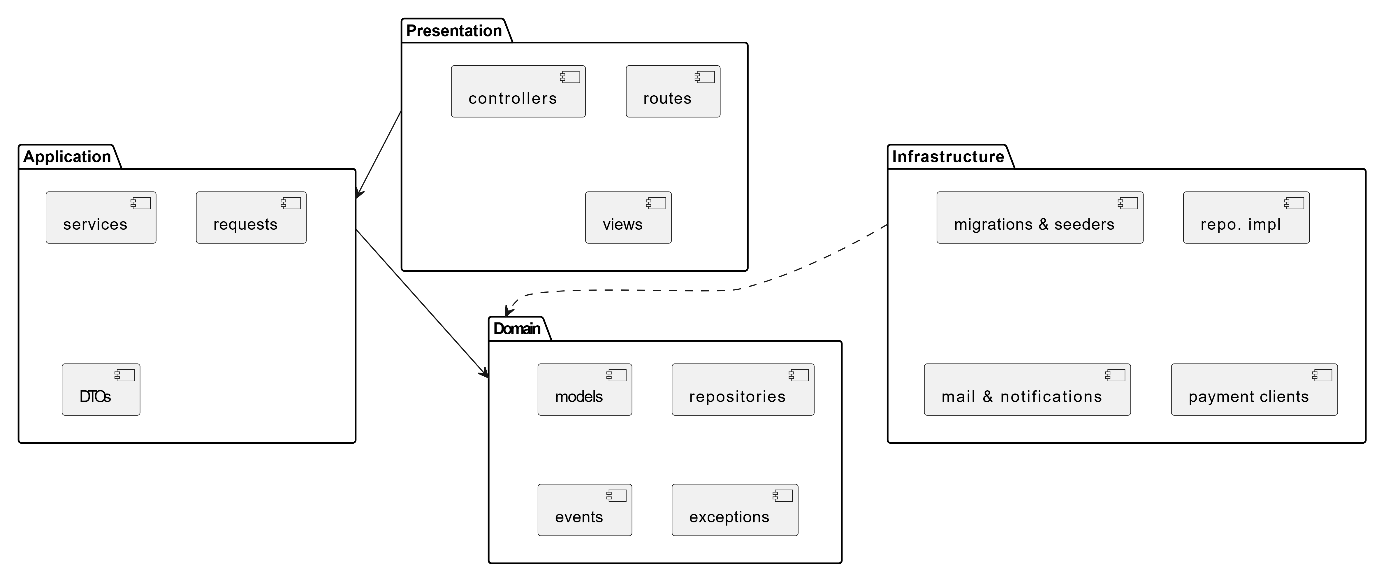 Presentation
controllers
routes
views
Application
services
requests
DTOs
Infrastructure
migrations & seeders
repo. impl
mail & notifications
payment clients
Domain
models
repositories
events
exceptions